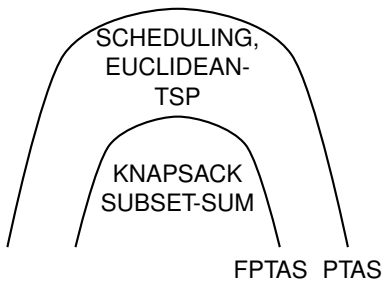 SCHEDULING,
EUCLIDEAN-
TSP
KNAPSACK
SUBSET-SUM
FPTAS PTAS